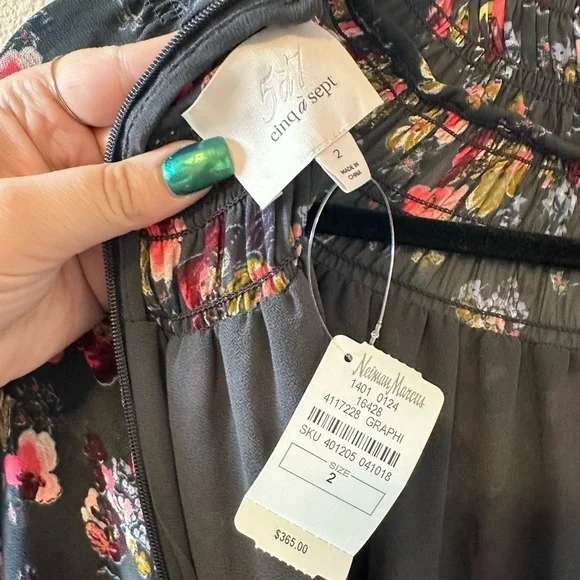 5à7
cinq à sept
2
MADE IN
CHINA
Neiman Marcus
1401 0124
16428
4117228 GRAPHI
SKU 401205 041018
SIZE
2
$365.00